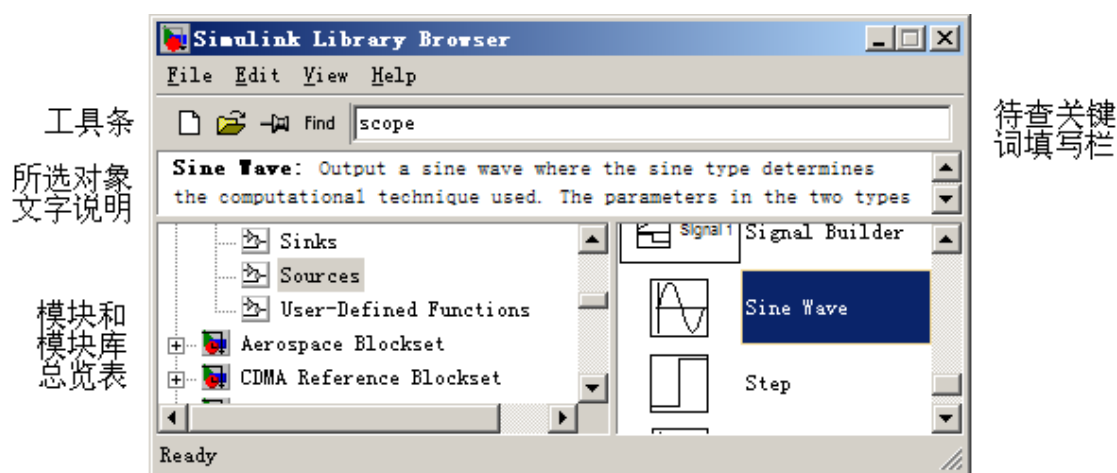 Simulink Library Browser
File Edit View Help
工具条
Find
scope
待查关键
词填写栏
所选对象
文字说明
Sine Wave: Output a sine wave where the sine type determines
the computational technique used. The parameters in the two types
模块和
模块库
总览表
Sinks
Sources
User-Defined Functions
Aerospace Blockset
CDMA Reference Blockset
Signal 1
Signal Builder
Sine Wave
Step
Ready